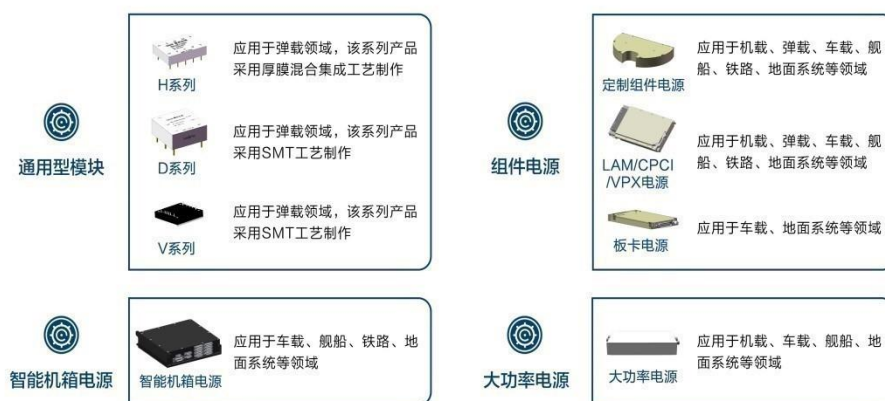 通用型模块
H系列
应用于弹载领域，该系列产品
采用厚膜混合集成工艺制作
D系列
应用于弹载领域，该系列产品
采用SMT工艺制作
V系列
应用于弹载领域，该系列产品
采用SMT工艺制作
组件电源
定制组件电源
应用于机载、弹载、车载、舰
船、铁路、地面系统等领域
LAM/CPCI
/VPX电源
应用于机载、弹载、车载、舰
船、铁路、地面系统等领域
板卡电源
应用于车载、地面系统等领域
智能机箱电源
智能机箱电源
应用于车载、舰船、铁路、地
面系统等领域
大功率电源
大功率电源
应用于机载、车载、舰船、地
面系统等领域